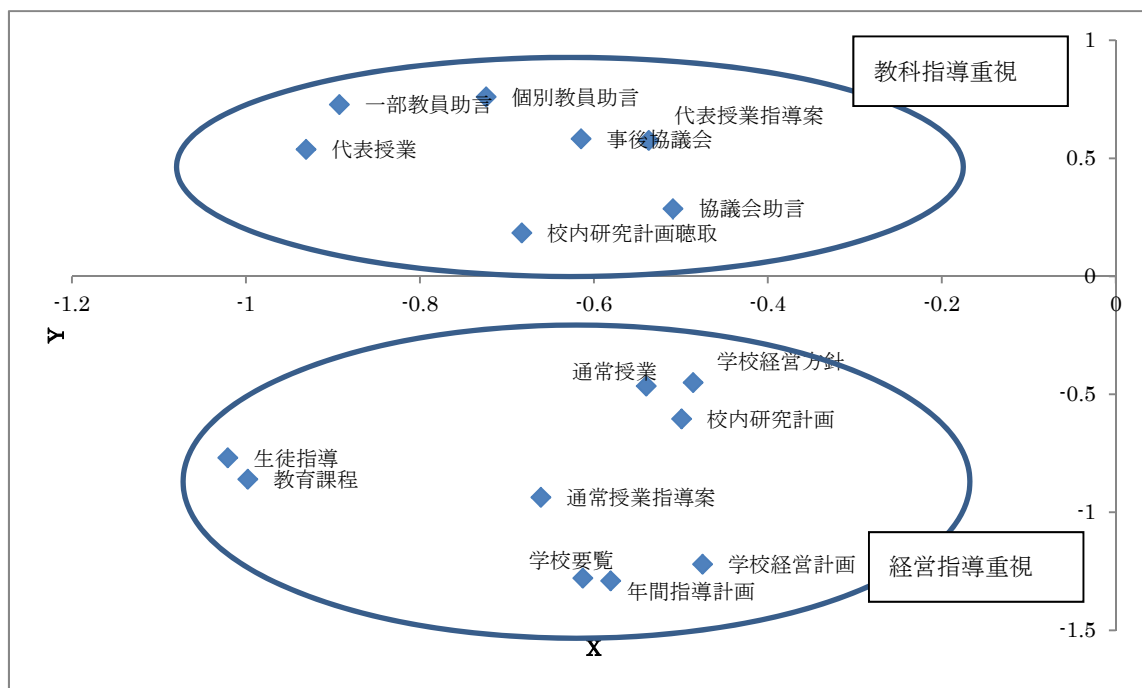 1
教科指導重視
個別教員助言
一部教員助言
代表授業指導案
事後協議会
代表授業
0.5
協議会助言
校内研究計画聴取
0
-1.2
-1
-0.8
-0.6
-0.4
-0.2
0
Y
学校経営方針
通常授業
-0.5
校内研究計画
生徒指導
教育課程
通常授業指導案
-1
学校要覧
学校経営計画
経営指導重視
年間指導計画
-1.5
X